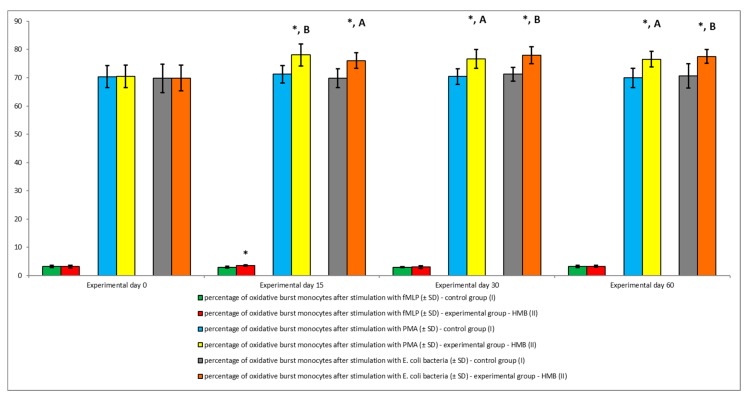 90
80
70
60
50
40
30
20
10
0
*, B
*, A
*, A
*, B
*, A
*, B
*
Experimental day 0
Experimental day 15
Experimental day 30
Experimental day 60
percentage of oxidative burst monocytes after stimulation with fMLP (± SD) - control group (I)
percentage of oxidative burst monocytes after stimulation with fMLP (± SD) - experimental group - HMB (II)
percentage of oxidative burst monocytes after stimulation with PMA (± SD) - control group (I)
percentage of oxidative burst monocytes after stimulation with PMA (± SD) - experimental group - HMB (II)
percentage of oxidative burst monocytes after stimulation with E. coli bacteria (± SD) - control group (I)
percentage of oxidative burst monocytes after stimulation with E. coli bacteria (± SD) - experimental group - HMB (II)